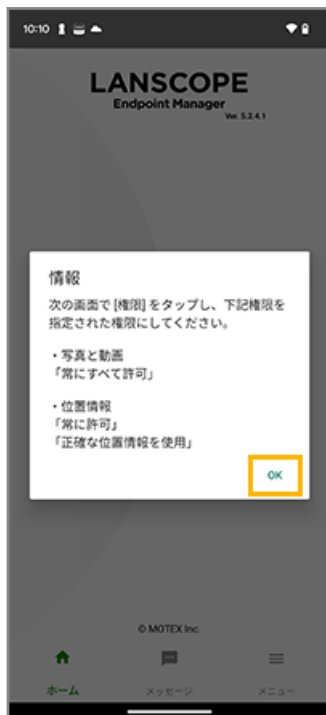 10:10
LANSCOPE
Endpoint Manager
Ver. 5.2.4.1
情報
次の画面で [権限] をタップし、下記権限を
指定された権限にしてください。
・写真と動画
「常にすべて許可」
・位置情報
「常に許可」
「正確な位置情報を使用」
OK
© MOTEX Inc.
ホーム
メッセージ
メニュー